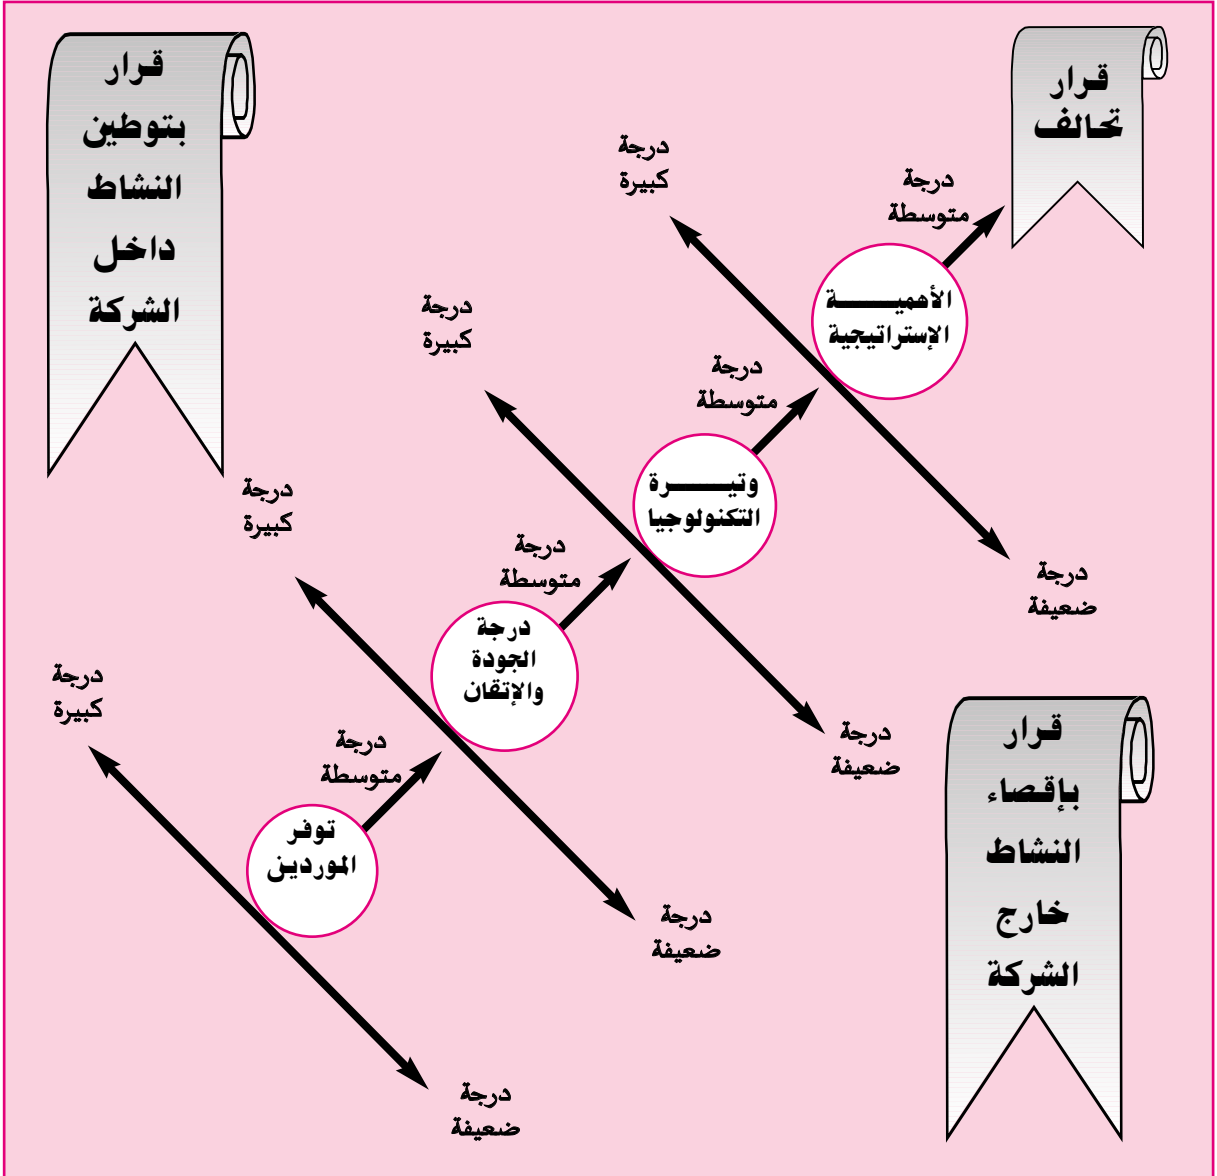 قرار
تحالف
قرار
بتوطين
النشاط
داخل
الشركة
درجة
كبيرة
درجة
متوسطة
الأهميـــــــة
الإستراتيجية
درجة
ضعيفة
درجة
كبيرة
درجة
متوسطة
وتيـــــــرة
التكنولوجيا
درجة
ضعيفة
درجة
كبيرة
درجة
متوسطة
درجة
الجودة
والإتقان
درجة
ضعيفة
درجة
كبيرة
درجة
متوسطة
توفر
الموردين
درجة
ضعيفة
قرار
بإقصاء
النشاط
خارج
الشركة